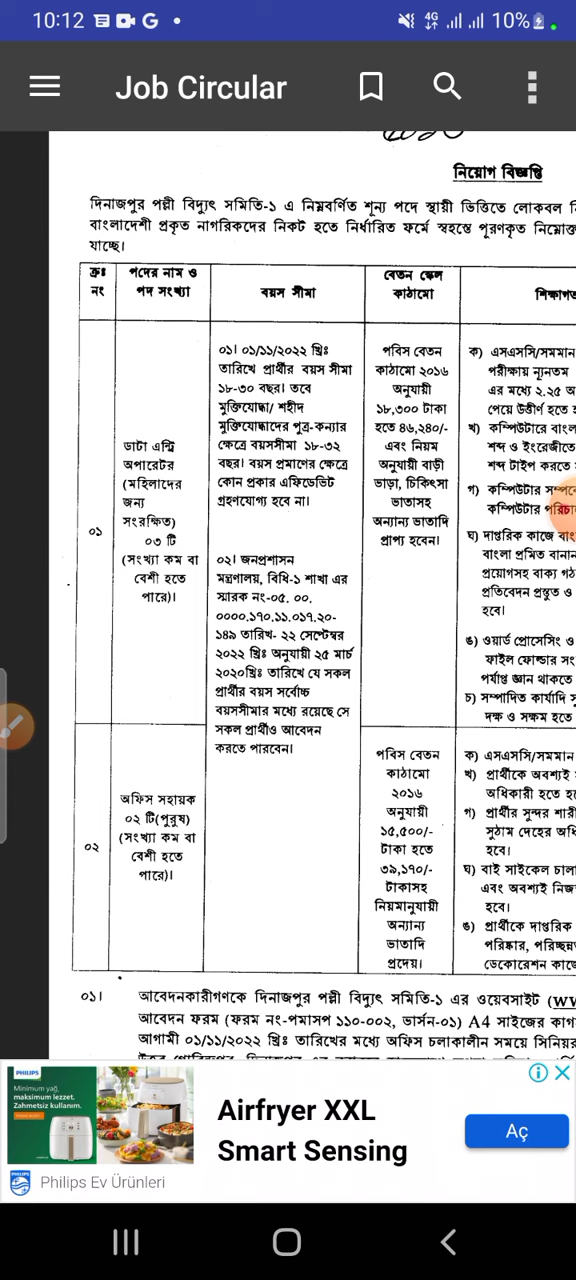 10:12
4G
10%
Job Circular
নিয়োগ বিজ্ঞপ্তি
দিনাজপুর পল্লী বিদ্যুৎ সমিতি-১ এ নিম্নবর্ণিত শূন্য পদে স্থায়ী ভিত্তিতে লোকবল
বাংলাদেশী প্রকৃত নাগরিকদের নিকট হতে নির্ধারিত ফর্মে স্বহস্তে পূরণকৃত নিম্নোক্ত
যাচ্ছে।
ক্রঃ
নং
পদের নাম ও
পদ সংখ্যা
বয়স সীমা
বেতন স্কেল
কাঠামো
০১
ডাটা এন্ট্রি
অপারেটর
(মহিলাদের
জন্য
সংরক্ষিত)
০৩ টি
(সংখ্যা কম বা
বেশী হতে
পারে)।
০১। ০১/১১/২০২২ খ্রিঃ
তারিখে প্রার্থীর বয়স সীমা
১৮-৩০ বছর। তবে
মুক্তিযোদ্ধা/ শহীদ
মুক্তিযোদ্ধাদের পুত্র-কন্যার
ক্ষেত্রে বয়সসীমা ১৮-৩২
বছর। বয়স প্রমাণের ক্ষেত্রে
কোন প্রকার এফিডেভিট
গ্রহণযোগ্য হবে না।
০২। জনপ্রশাসন
মন্ত্রণালয়, বিধি-১ শাখা এর
স্মারক নং-০৫. ০০.
০০০০.১৭০.১১.০১৭.২০-
১৪৯ তারিখ- ২২ সেপ্টেম্বর
২০২২ খ্রিঃ অনুযায়ী ২৫ মার্চ
২০২০খ্রিঃ তারিখে যে সকল
প্রার্থীর বয়স সর্বোচ্চ
বয়সসীমার মধ্যে রয়েছে সে
সকল প্রার্থীও আবেদন
করতে পারবেন।
পবিস বেতন
কাঠামো ২০১৬
অনুযায়ী
১৮,৩০০ টাকা
হতে ৪৬,২৪০/-
এবং নিয়ম
অনুযায়ী বাড়ী
ভাড়া, চিকিৎসা
ভাতাসহ
অন্যান্য ভাতাদি
প্রাপ্য হবেন।
ক) এসএসসি/সমমান
পরীক্ষায় ন্যূনতম
এর মধ্যে ২.২৫
পেয়ে উত্তীর্ণ হতে
খ) কম্পিউটারে
শব্দ ও ইংরেজীতে
শব্দ টাইপ করতে
গ) কম্পিউটার
কম্পিউটার
ঘ) দাপ্তরিক কাজে
বাংলা প্রমিত বানান
প্রয়োগসহ বাক্য
প্রতিবেদন প্রস্তুত ও
হবে।
ঙ) ওয়ার্ড প্রোসেসিং ও
ফাইল ফোল্ডার
পর্যাপ্ত জ্ঞান থাকতে
চ) সম্পাদিত কার্যাদি
দক্ষ ও সক্ষম হতে
০২
অফিস সহায়ক
০২ টি(পুরুষ)
(সংখ্যা কম বা
বেশী হতে
পারে)।
পবিস বেতন
কাঠামো
২০১৬
অনুযায়ী
১৫,৫০০/-
টাকা হতে
৩৯,১৭০/-
টাকাসহ
নিয়মানুযায়ী
অন্যান্য
ভাতাদি
প্রদেয়।
ক) এসএসসি/সমমান
খ) প্রার্থীকে অবশ্যই
অধিকারী হতে
গ) প্রার্থীর সুন্দর
সুঠাম দেহের
হবে।
ঘ) বাই সাইকেল
এবং অবশ্যই
হবে।
ঙ) প্রার্থীকে দাপ্তরিক
পরিষ্কার,
ডেকোরেশন
০১। আবেদনকারীগণকে দিনাজপুর পল্লী বিদ্যুৎ সমিতি-১ এর ওয়েবসাইট
আবেদন ফরম (ফরম নং-পমাসপ ১১০-০০২, ভার্সন-০১) A4 সাইজের
আগামী ০১/১১/২০২২ খ্রিঃ তারিখের মধ্যে অফিস চলাকালীন সময়ে সিনিয়র
PHILIPS
Minimum yağ,
maksimum lezzet.
Zahmetsiz kullanım.
Airfryer XXL
Smart Sensing
Aç
Philips Ev Ürünleri